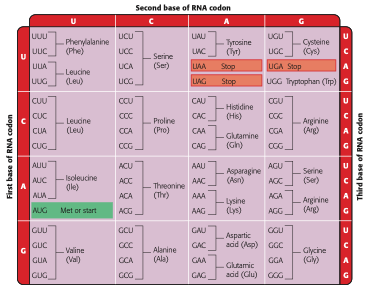 Second base of RNA codon
U C A G
First base of RNA codon
Third base of RNA codon
U
UUU UUC Phenylalanine (Phe)
UUA UUG Leucine (Leu)
UCU UCC UCA UCG Serine (Ser)
UAU UAC Tyrosine (Tyr)
UAA Stop
UAG Stop
UGU UGC Cysteine (Cys)
UGA Stop
UGG Tryptophan (Trp)
U C A G
C
CUU CUC CUA CUG Leucine (Leu)
CCU CCC CCA CCG Proline (Pro)
CAU CAC Histidine (His)
CAA CAG Glutamine (Gln)
CGU CGC CGA CGG Arginine (Arg)
U C A G
A
AUU AUC AUA Isoleucine (Ile)
AUG Met or start
ACU ACC ACA ACG Threonine (Thr)
AAU AAC Asparagine (Asn)
AAA AAG Lysine (Lys)
AGU AGC Serine (Ser)
AGA AGG Arginine (Arg)
U C A G
G
GUU GUC GUA GUG Valine (Val)
GCU GCC GCA GCG Alanine (Ala)
GAU GAC Aspartic acid (Asp)
GAA GAG Glutamic acid (Glu)
GGU GGC GGA GGG Glycine (Gly)
U C A G